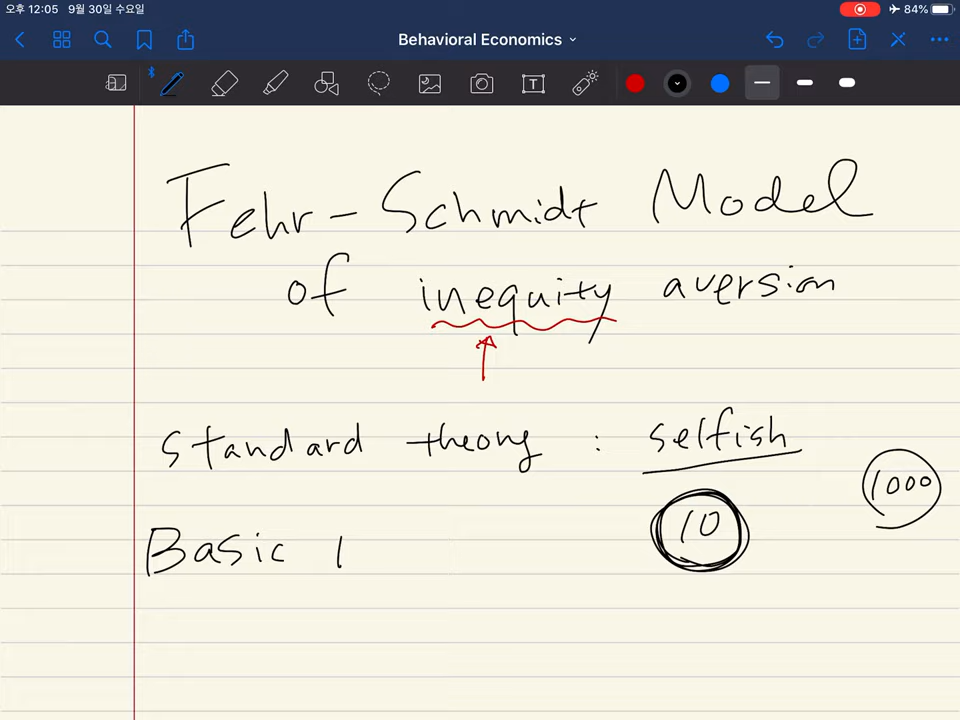 오후 12:05 9월 30일 수요일 84%
Behavioral Economics
T
Fehr-Schmidt Model
of inequity aversion
standard theory : selfish
1000
10
Basic